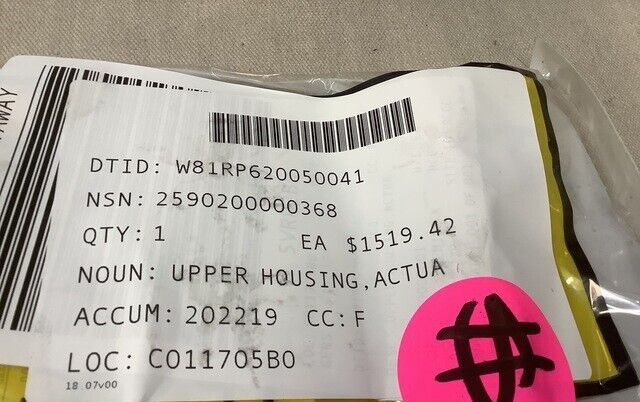 AWAY
DTID: W81RP620050041
NSN: 2590200000368
QTY: 1 EA $1519.42
NOUN: UPPER HOUSING,ACTUA
ACCUM: 202219 CC: F
LOC: C011705B0
18 07v00